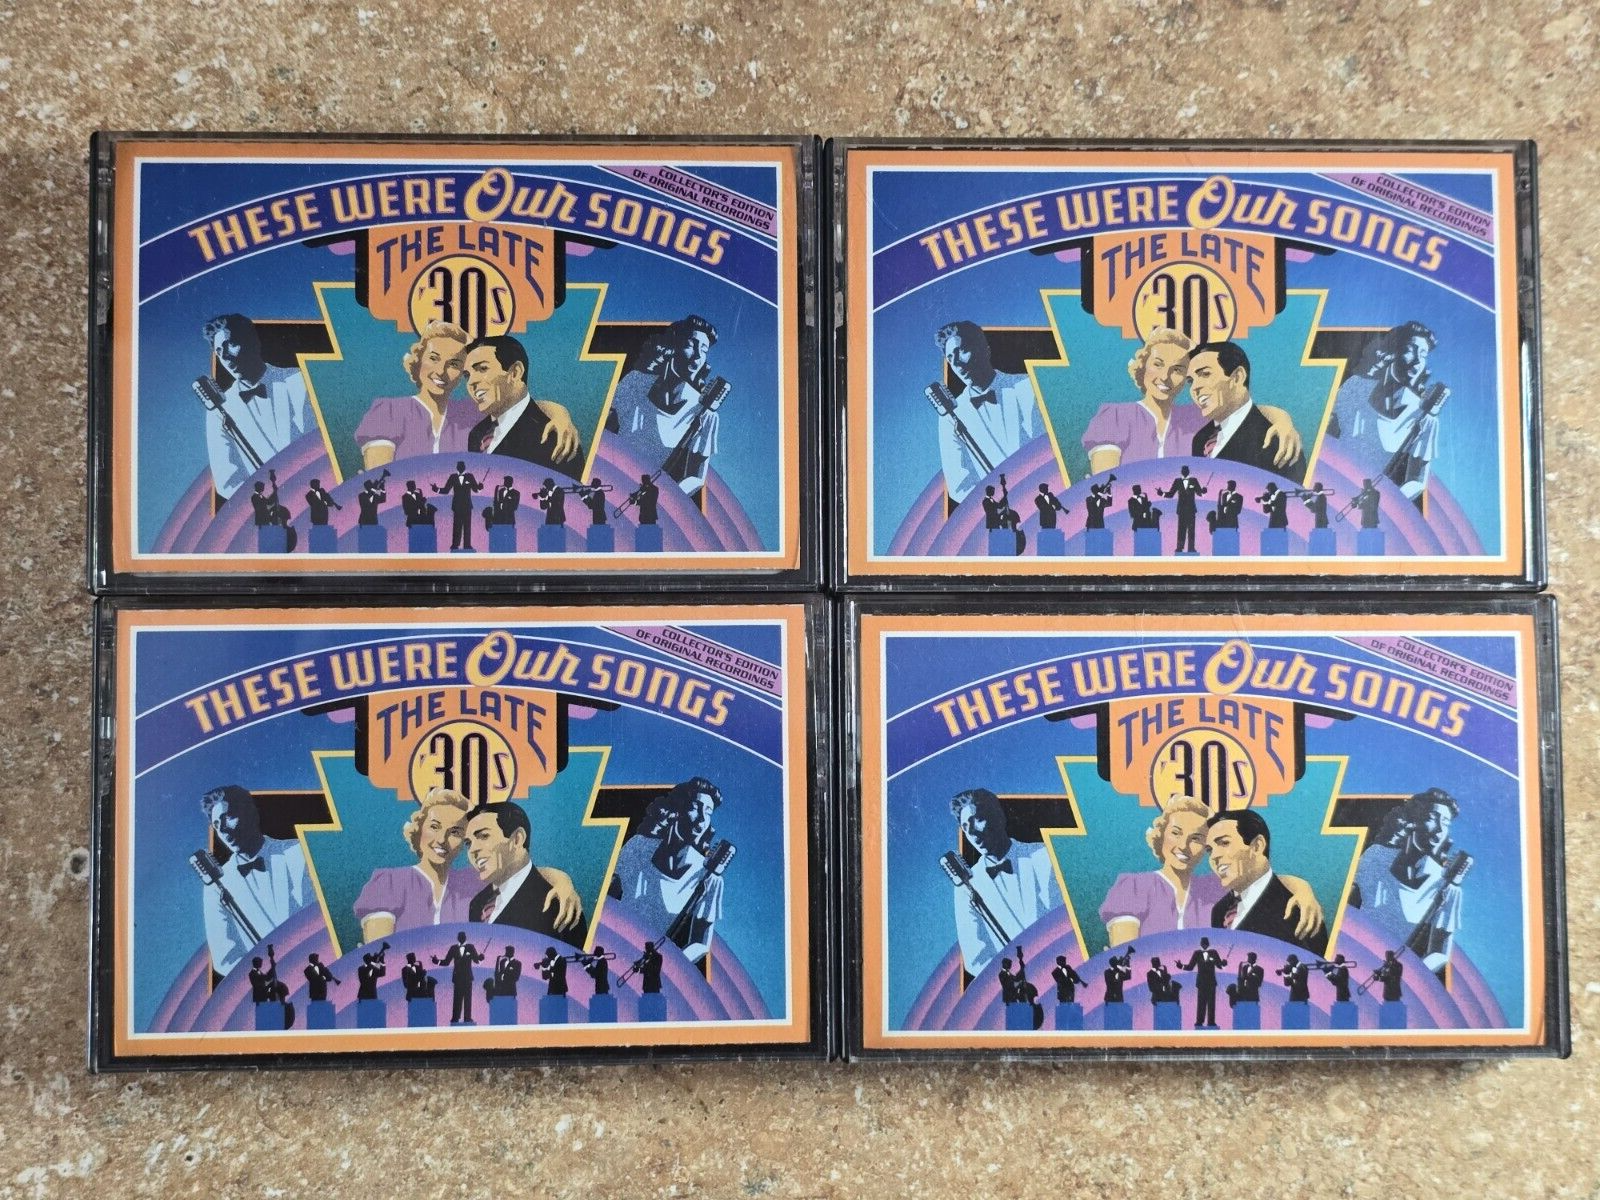 THESE WERE Our SONGS
COLLECTOR'S EDITION
OF ORIGINAL RECORDINGS
THE LATE
'30s
THESE WERE Our SONGS
COLLECTOR'S EDITION
OF ORIGINAL RECORDINGS
THE LATE
'30s
THESE WERE Our SONGS
COLLECTOR'S EDITION
OF ORIGINAL RECORDINGS
THE LATE
'30s
THESE WERE Our SONGS
COLLECTOR'S EDITION
OF ORIGINAL RECORDINGS
THE LATE
'30s